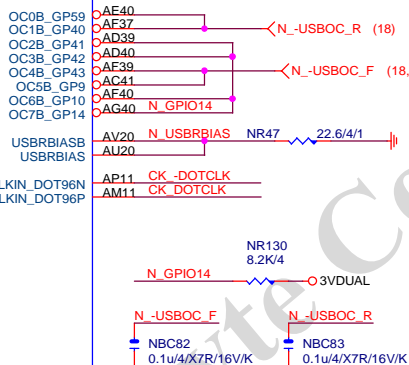 OC0B_GP59 AE40
OC1B_GP40 AF37 N_-USBOC_R (18)
OC2B_GP41 AD39
OC3B_GP42 AD40
OC4B_GP43 AF39 N_-USBOC_F (18,
OC5B_GP9 AC41
OC6B_GP10 AF40
OC7B_GP14 AG40 N_GPIO14
USBRBIASB AV20 N_USBRBIAS NR47 22.6/4/1
USBRBIAS AU20
LKIN_DOT96N AP11 CK_-DOTCLK
LKIN_DOT96P AM11 CK_DOTCLK
NR130
8.2K/4
N_GPIO14 3VDUAL
N_-USBOC_F N_-USBOC_R
NBC82 NBC83
0.1u/4/X7R/16V/K 0.1u/4/X7R/16V/K
yte Co